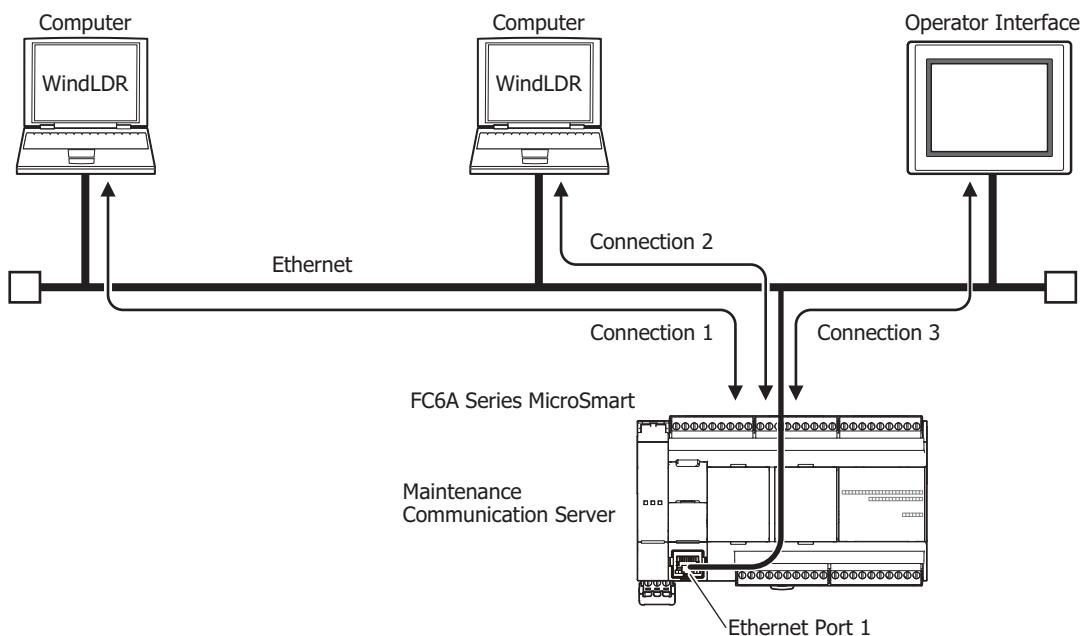 Computer
Computer
Operator Interface
WindLDR
WindLDR
Connection 2
Ethernet
Connection 1
Connection 3
FC6A Series MicroSmart
Maintenance
Communication Server
Ethernet Port 1